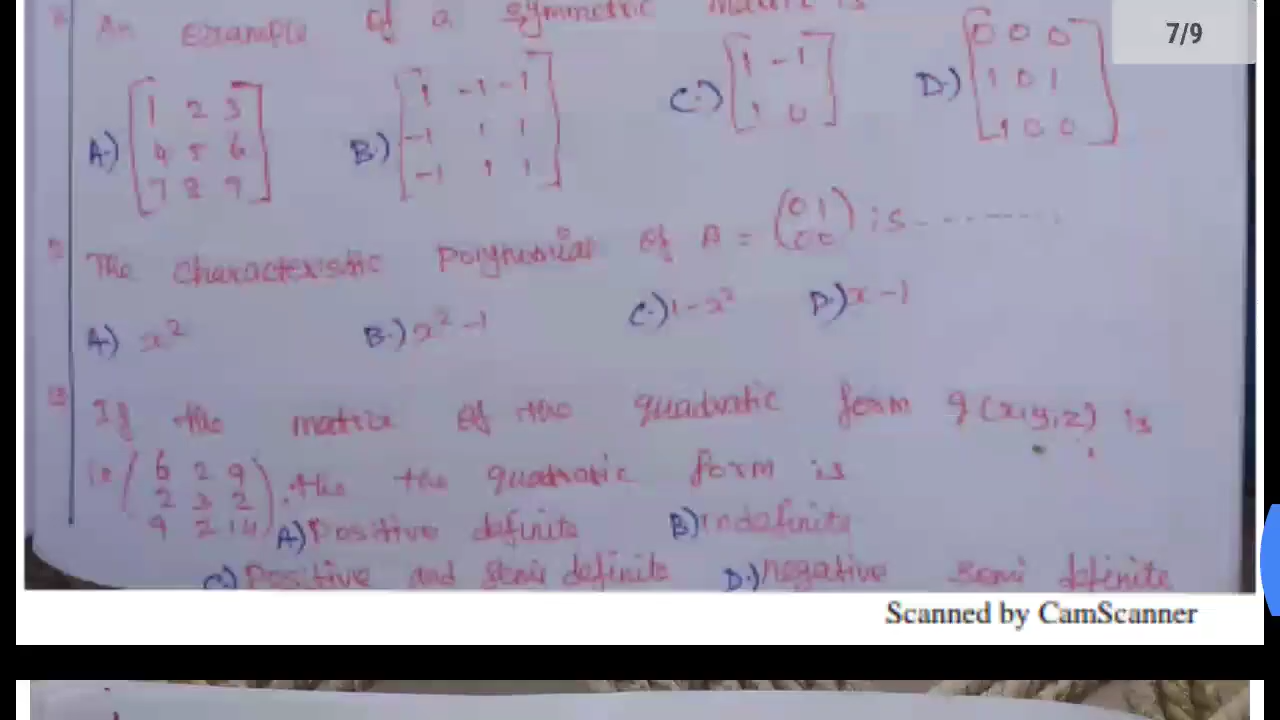 7/9
An example of a symmetric matrix is
A.) [1 2 3 B.) [1 -1 -1 C.) [1 -1 D.) [0 0 0
4 5 6 -1 1 1 1 0] 1 0 1
7 8 9] -1 1 1] 1 0 0]
The characteristic Polynomial of A = (0 1
0 0) is ..........
A.) x² B.) x² -1 C.) 1-x² D.) x -1
If the matrix of the quadratic form q(x,y,z) is
(6 2 9
2 3 2
9 2 14). the the quadratic form is
A) Positive definite B) indefinite
C.) Positive and semi definite D.) negative semi definite
Scanned by CamScanner